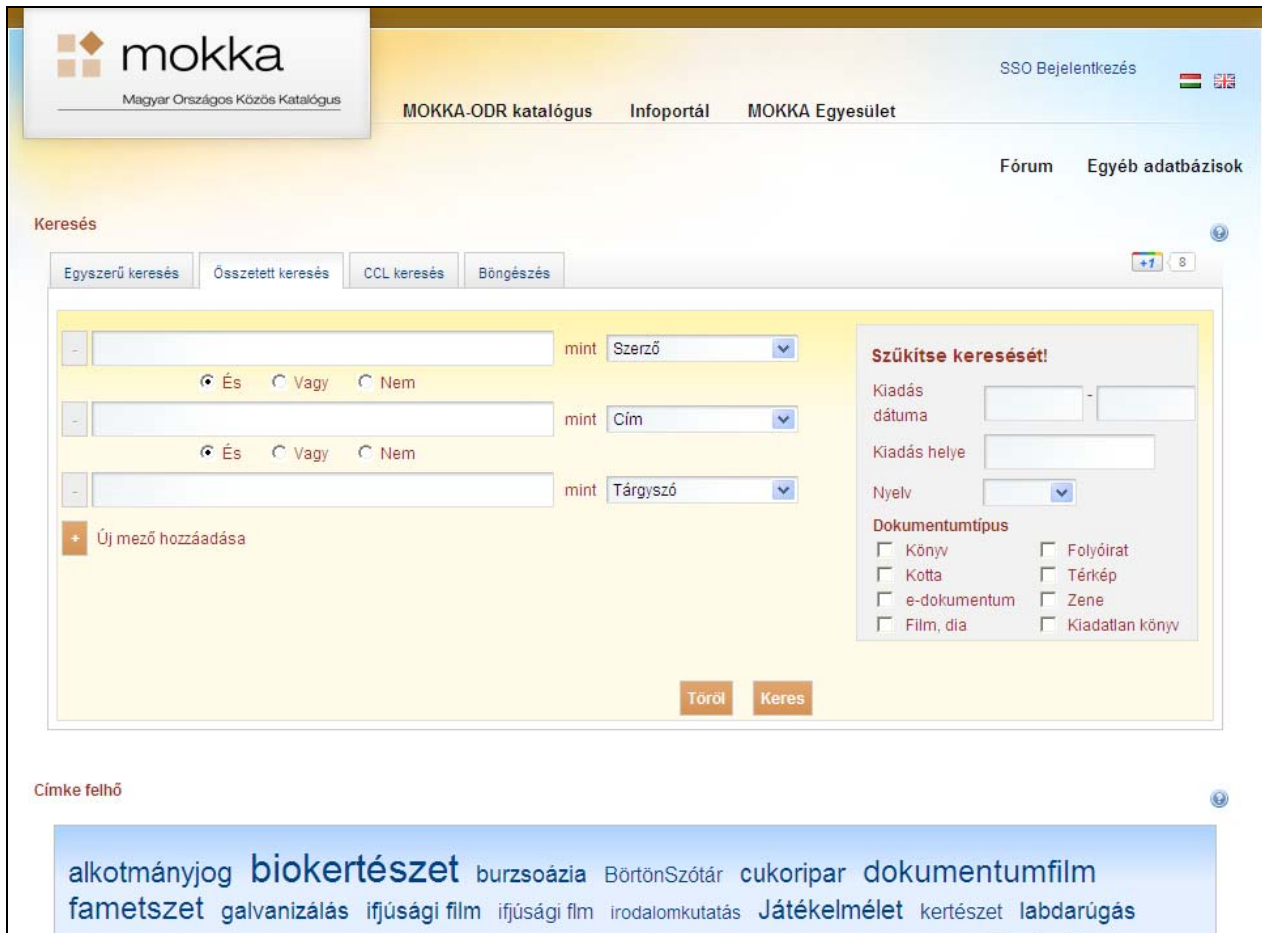 mokka
Magyar Országos Közös Katalógus
SSO Bejelentkezés
MOKKA-ODR katalógus Infoportál MOKKA Egyesület
Fórum Egyéb adatbázisok
Keresés
Egyszerű keresés Összetett keresés CCL keresés Böngészés
+1 8
- mint Szerző
És Vagy Nem
- mint Cím
És Vagy Nem
- mint Tárgyszó
+ Új mező hozzáadása
Szűkítse keresését!
Kiadás
dátuma -
Kiadás helye
Nyelv
Dokumentumtípus
Könyv Folyóirat
Kotta Térkép
e-dokumentum Zene
Film, dia Kiadatlan könyv
Töröl Keres
Címke felhő
alkotmányjog biokertészet burzsoázia BörtönSzótár cukoripar dokumentumfilm
fametszet galvanizálás ifjúsági film ifjúsági flm irodalomkutatás Játékelmélet kertészet labdarúgás